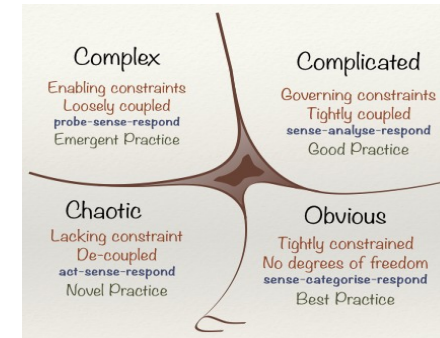 Complex
Enabling constraints
Loosely coupled
probe-sense-respond
Emergent Practice
Complicated
Governing constraints
Tightly coupled
sense-analyse-respond
Good Practice
Chaotic
Lacking constraint
De-coupled
act-sense-respond
Novel Practice
Obvious
Tightly constrained
No degrees of freedom
sense-categorise-respond
Best Practice